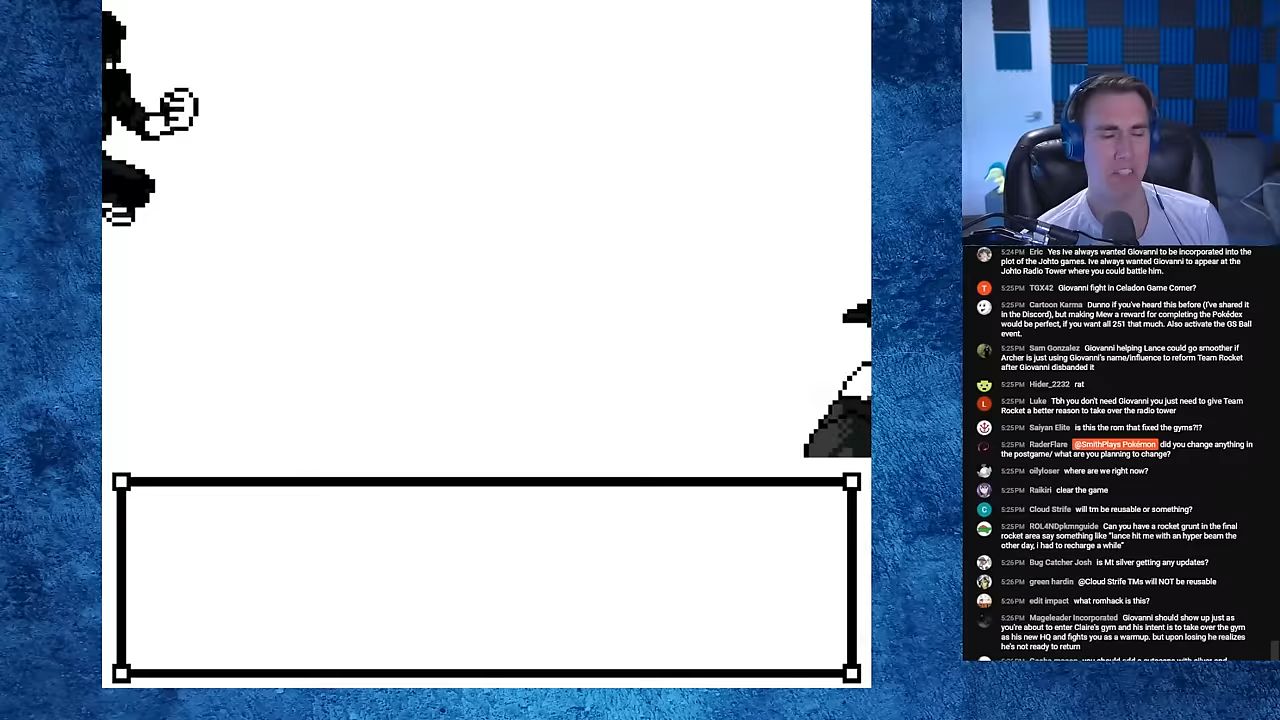 5:24PM Eric Yes Ive always wanted Giovanni to be incorporated into the
plot of the Johto games. Ive always wanted Giovanni to appear at the
Johto Radio Tower where you could battle him.
T 5:25PM TGX42 Giovanni fight in Celadon Game Corner?
5:25PM Cartoon Karma Dunno if you've heard this before (I've shared it
in the Discord), but making Mew a reward for completing the Pokédex
would be perfect, if you want all 251 that much. Also activate the GS Ball
event.
5:25PM Sam Gonzalez Giovanni helping Lance could go smoother if
Archer is just using Giovanni's name/influence to reform Team Rocket
after Giovanni disbanded it
5:25PM Hider_2232 rat
L 5:25PM Luke Tbh you don't need Giovanni you just need to give Team
Rocket a better reason to take over the radio tower
5:25PM Saiyan Elite is this the rom that fixed the gyms?!?
5:25PM RaderFlare @SmithPlays Pokémon did you change anything in
the postgame/ what are you planning to change?
5:25PM oilyloser where are we right now?
5:25PM Raikiri clear the game
C 5:25PM Cloud Strife will tm be reusable or something?
5:25PM ROL4NDpkmnguide Can you have a rocket grunt in the final
rocket area say something like "lance hit me with an hyper beam the
other day, i had to recharge a while"
5:26PM Bug Catcher Josh is Mt silver getting any updates?
5:26PM green hardin @Cloud Strife TMs will NOT be reusable
5:26PM edit impact what romhack is this?
5:26PM Mageleader Incorporated Giovanni should show up just as
you're about to enter Claire's gym and his intent is to take over the gym
as his new HQ and fights you as a warmup. but upon losing he realizes
he's not ready to return